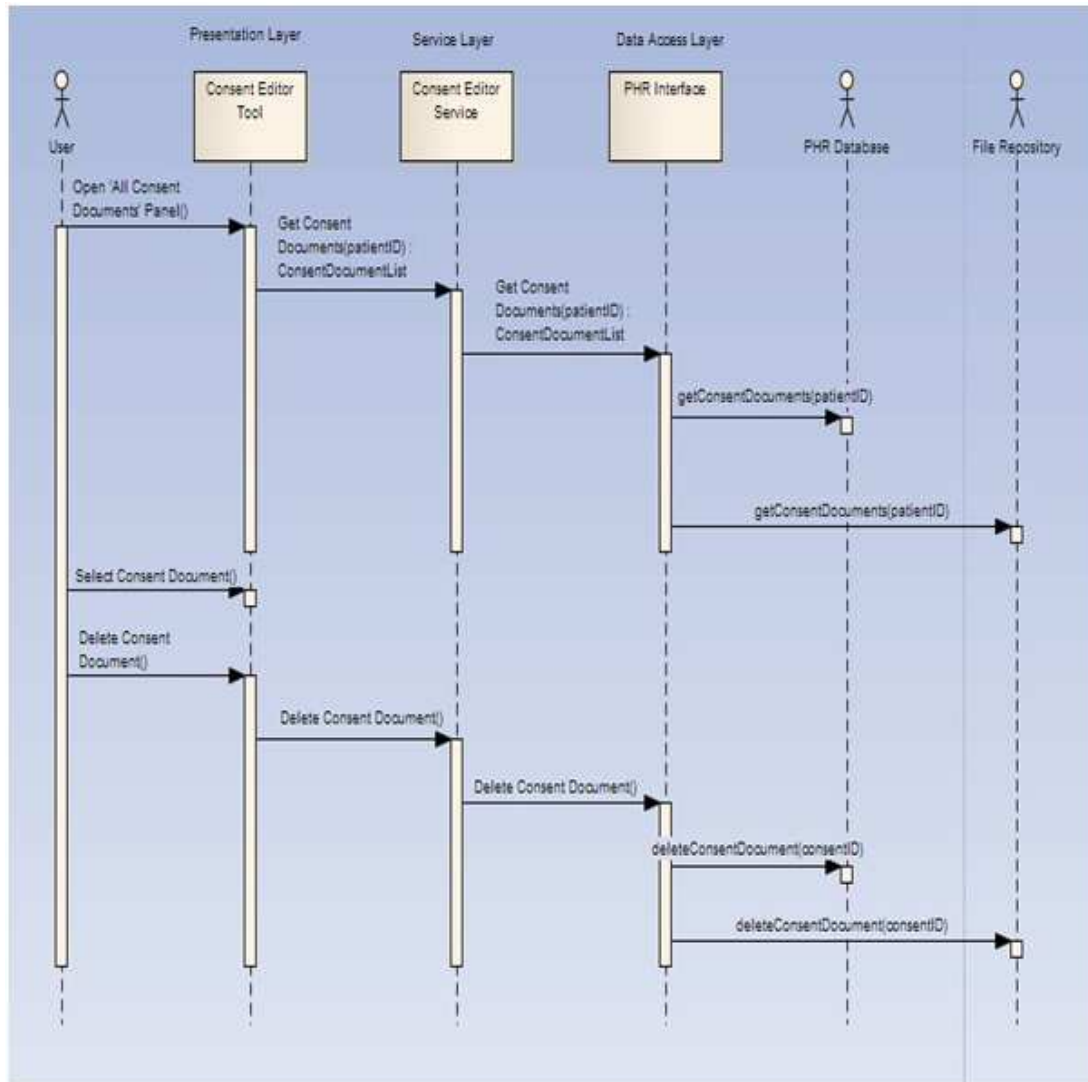 Presentation Layer
Service Layer
Data Access Layer
Consent Editor
Tool
Consent Editor
Service
PHR Interface
User
PHR Database
File Repository
Open 'All Consent
Documents' Panel()
Get Consent
Documents(patientID) :
ConsentDocumentList
Get Consent
Documents(patientID) :
ConsentDocumentList
getConsentDocuments(patientID)
getConsentDocuments(patientID)
Select Consent Document()
Delete Consent
Document()
Delete Consent Document()
Delete Consent Document()
deleteConsentDocument(consentID)
deleteConsentDocument(consentID)